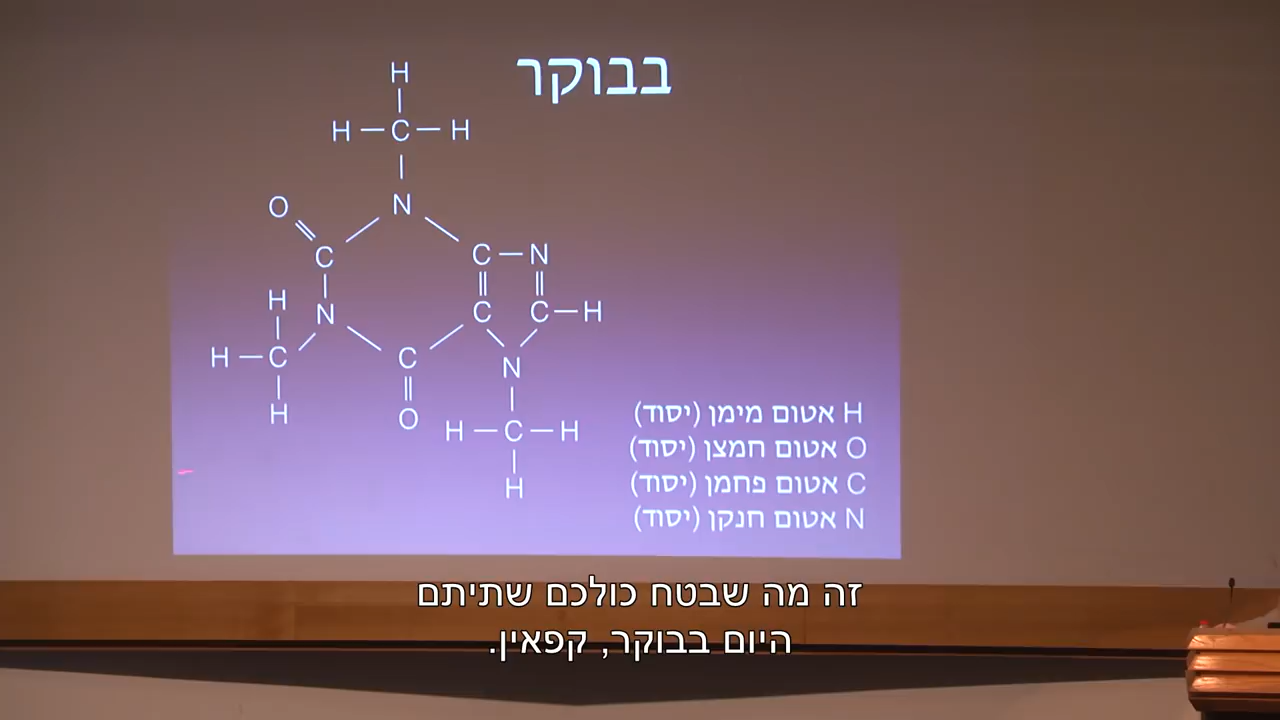 בבוקר
H
H — C — H
N
O
C
C — N
H
N
C
C — H
H — C
C
N
H
O
H — C — H
H
H אטום מימן (יסוד)
O אטום חמצן (יסוד)
C אטום פחמן (יסוד)
N אטום חנקן (יסוד)
זה מה שבטח כולכם שתיתם
היום בבוקר, קפאין.